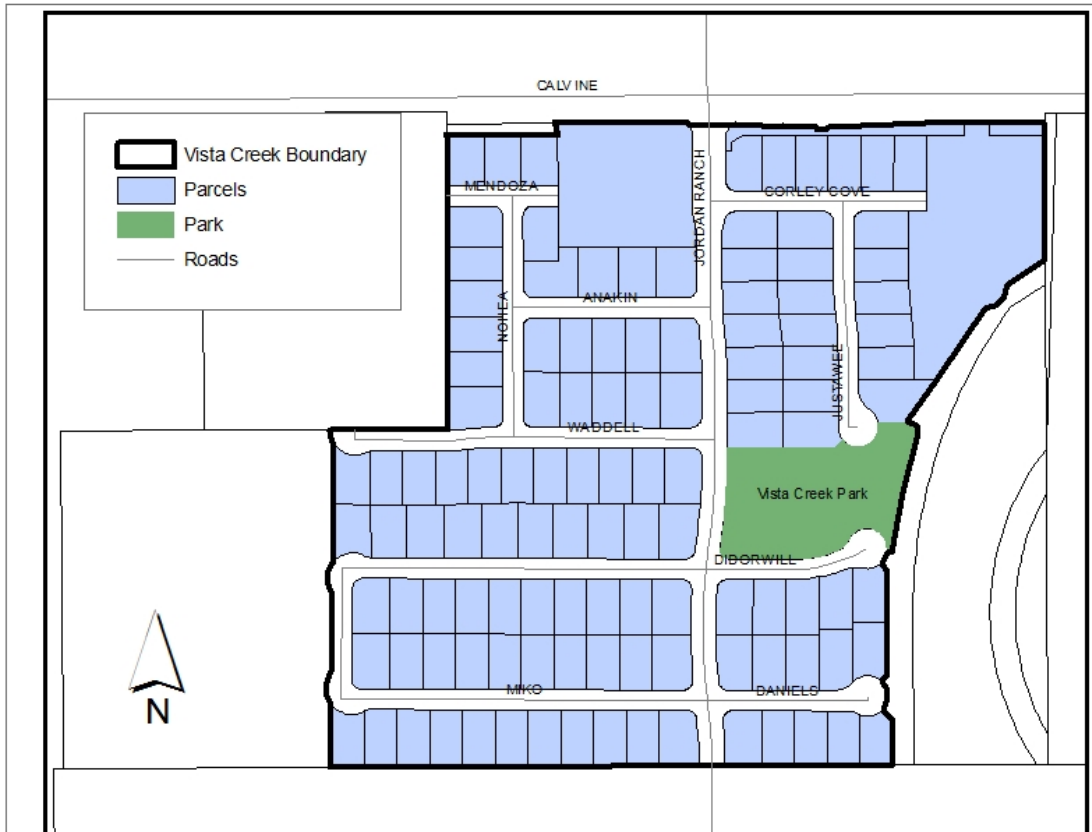 CALVINE
Vista Creek Boundary
Parcels
Park
Roads
MENDOZA
JORDAN RANCH
CORLEY COVE
NOHEA
ANAKIN
JUSTAWEE
WADDELL
Vista Creek Park
DIBORWILL
MIKO
DANIELS
N